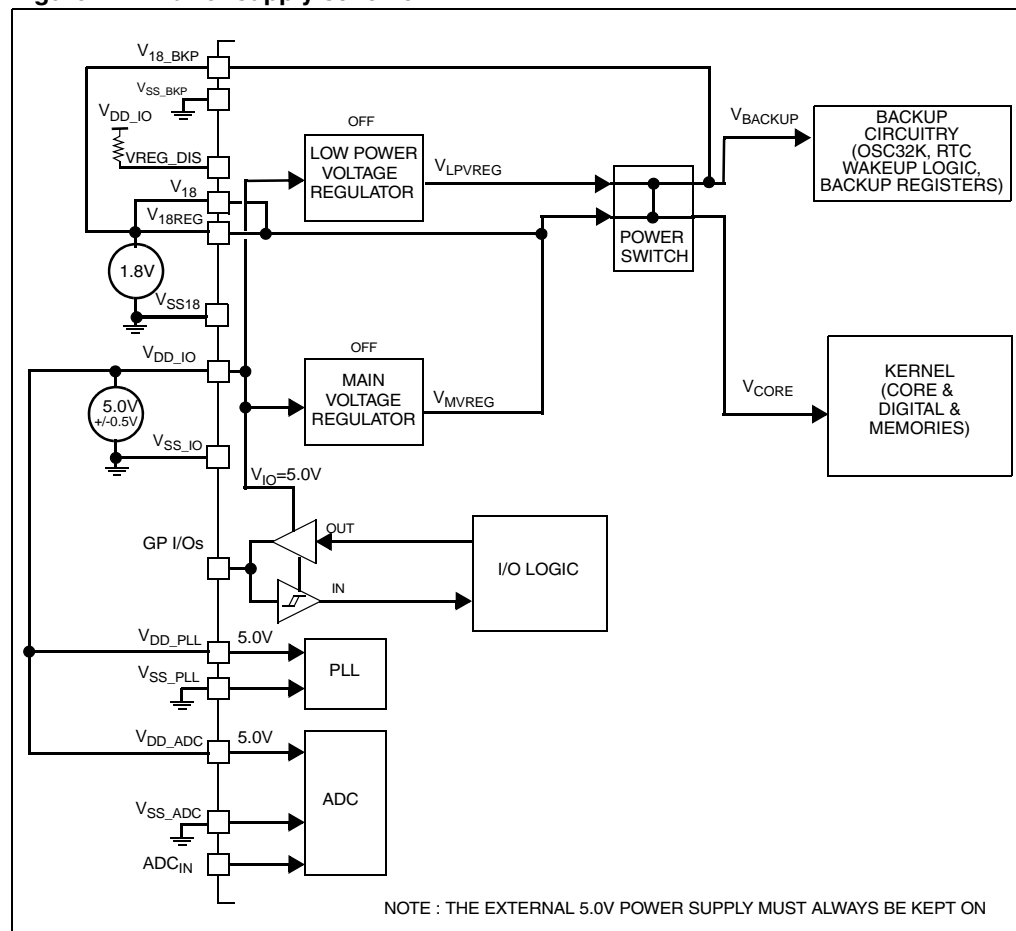 V18_BKP
VSS_BKP
VDD_IO
VREG_DIS
V18
V18REG
1.8V
VSS18
VDD_IO
5.0V
+/-0.5V
VSS_IO
OFF
LOW POWER
VOLTAGE
REGULATOR
VLPVREG
POWER
SWITCH
VBACKUP
BACKUP
CIRCUITRY
(OSC32K, RTC
WAKEUP LOGIC,
BACKUP REGISTERS)
OFF
MAIN
VOLTAGE
REGULATOR
VMVREG
VCORE
KERNEL
(CORE &
DIGITAL &
MEMORIES)
VIO=5.0V
GP I/Os
OUT
IN
I/O LOGIC
VDD_PLL
5.0V
VSS_PLL
PLL
VDD_ADC
5.0V
VSS_ADC
ADCIN
ADC
NOTE : THE EXTERNAL 5.0V POWER SUPPLY MUST ALWAYS BE KEPT ON